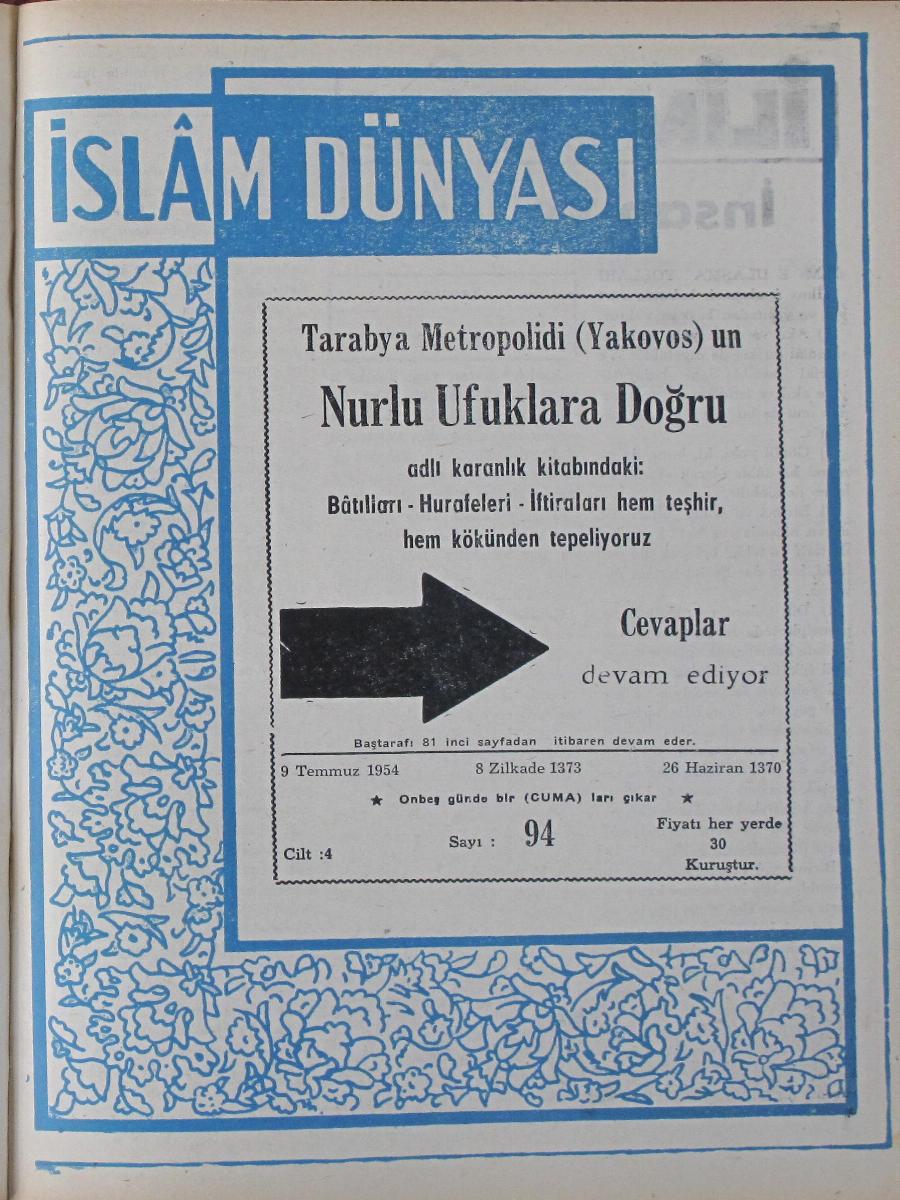 İSLÂM DÜNYASI
Tarabya Metropolidi (Yakovos) un
Nurlu Ufuklara Doğru
adlı karanlık kitabındaki:
Bâtılları - Hurafeleri - İftiraları hem teşhir,
hem kökünden tepeliyoruz
Cevaplar
devam ediyor
Baştarafı 81 inci sayfadan itibaren devam eder.
9 Temmuz 1954 8 Zilkade 1373 26 Haziran 1370
★ Onbeş günde bir (CUMA) ları çıkar ★
Cilt :4 Sayı : 94 Fiyatı her yerde
30
Kuruştur.